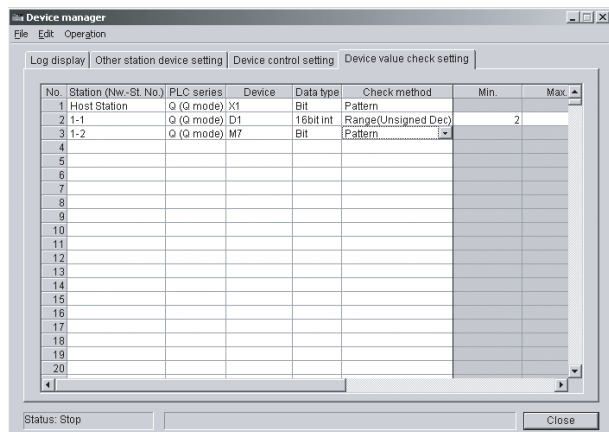 Device manager
File Edit Operation
Log display Other station device setting Device control setting Device value check setting
No. Station (Nw.-St. No.) PLC series Device Data type Check method Min. Max.
1 Host Station Q (Q mode) X1 Bit Pattern
2 1-1 Q (Q mode) D1 16bit int Range(Unsigned Dec) 2
3 1-2 Q (Q mode) M7 Bit Pattern
4
5
6
7
8
9
10
11
12
13
14
15
16
17
18
19
20
Status: Stop Close